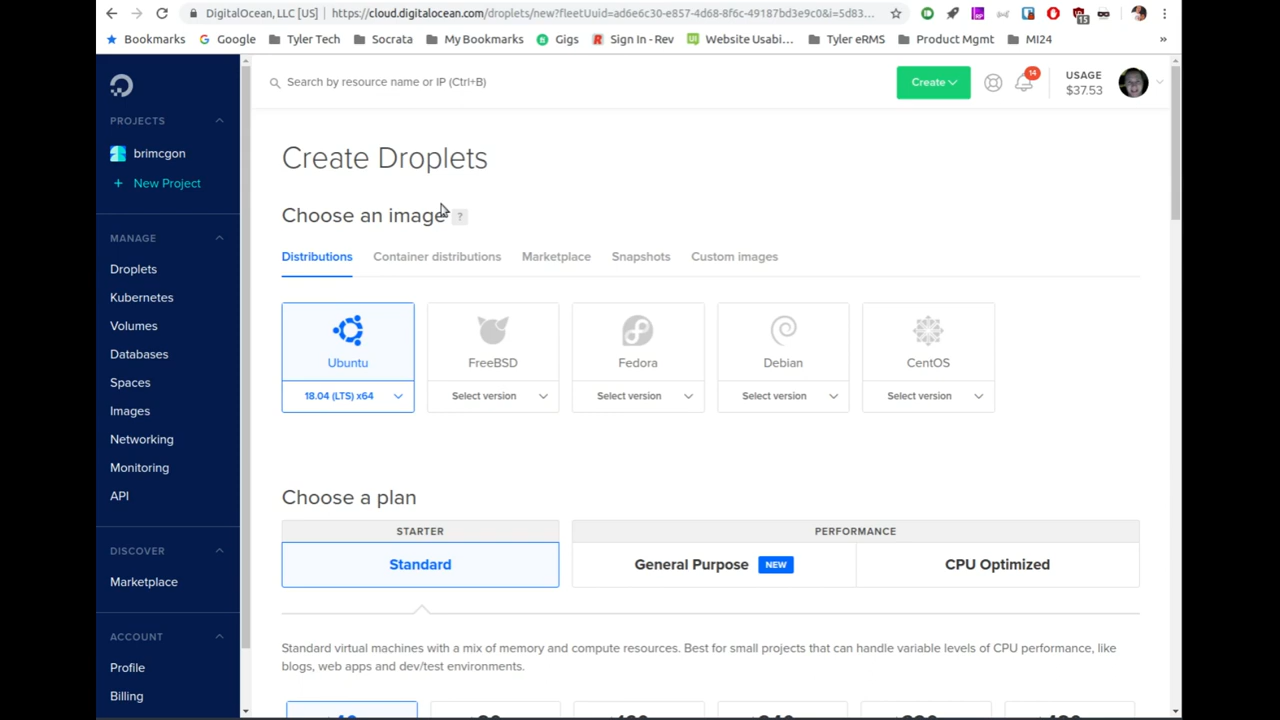 DigitalOcean, LLC [US]
https://cloud.digitalocean.com/droplets/new?fleetUuid=ad6e6c30-e857-4d68-8f6c-49187bd3e9c0&i=5d83...
15
Bookmarks
Google
Tyler Tech
Socrata
My Bookmarks
Gigs
Sign In - Rev
Website Usabi...
Tyler eRMS
Product Mgmt
MI24
»
Search by resource name or IP (Ctrl+B)
Create
14
USAGE
$37.53
PROJECTS
brimcgon
+ New Project
MANAGE
Droplets
Kubernetes
Volumes
Databases
Spaces
Images
Networking
Monitoring
API
DISCOVER
Marketplace
ACCOUNT
Profile
Billing
Create Droplets
Choose an image ?
Distributions
Container distributions
Marketplace
Snapshots
Custom images
Ubuntu
18.04 (LTS) x64
FreeBSD
Select version
Fedora
Select version
Debian
Select version
CentOS
Select version
Choose a plan
STARTER
PERFORMANCE
Standard
General Purpose NEW
CPU Optimized
Standard virtual machines with a mix of memory and compute resources. Best for small projects that can handle variable levels of CPU performance, like
blogs, web apps and dev/test environments.